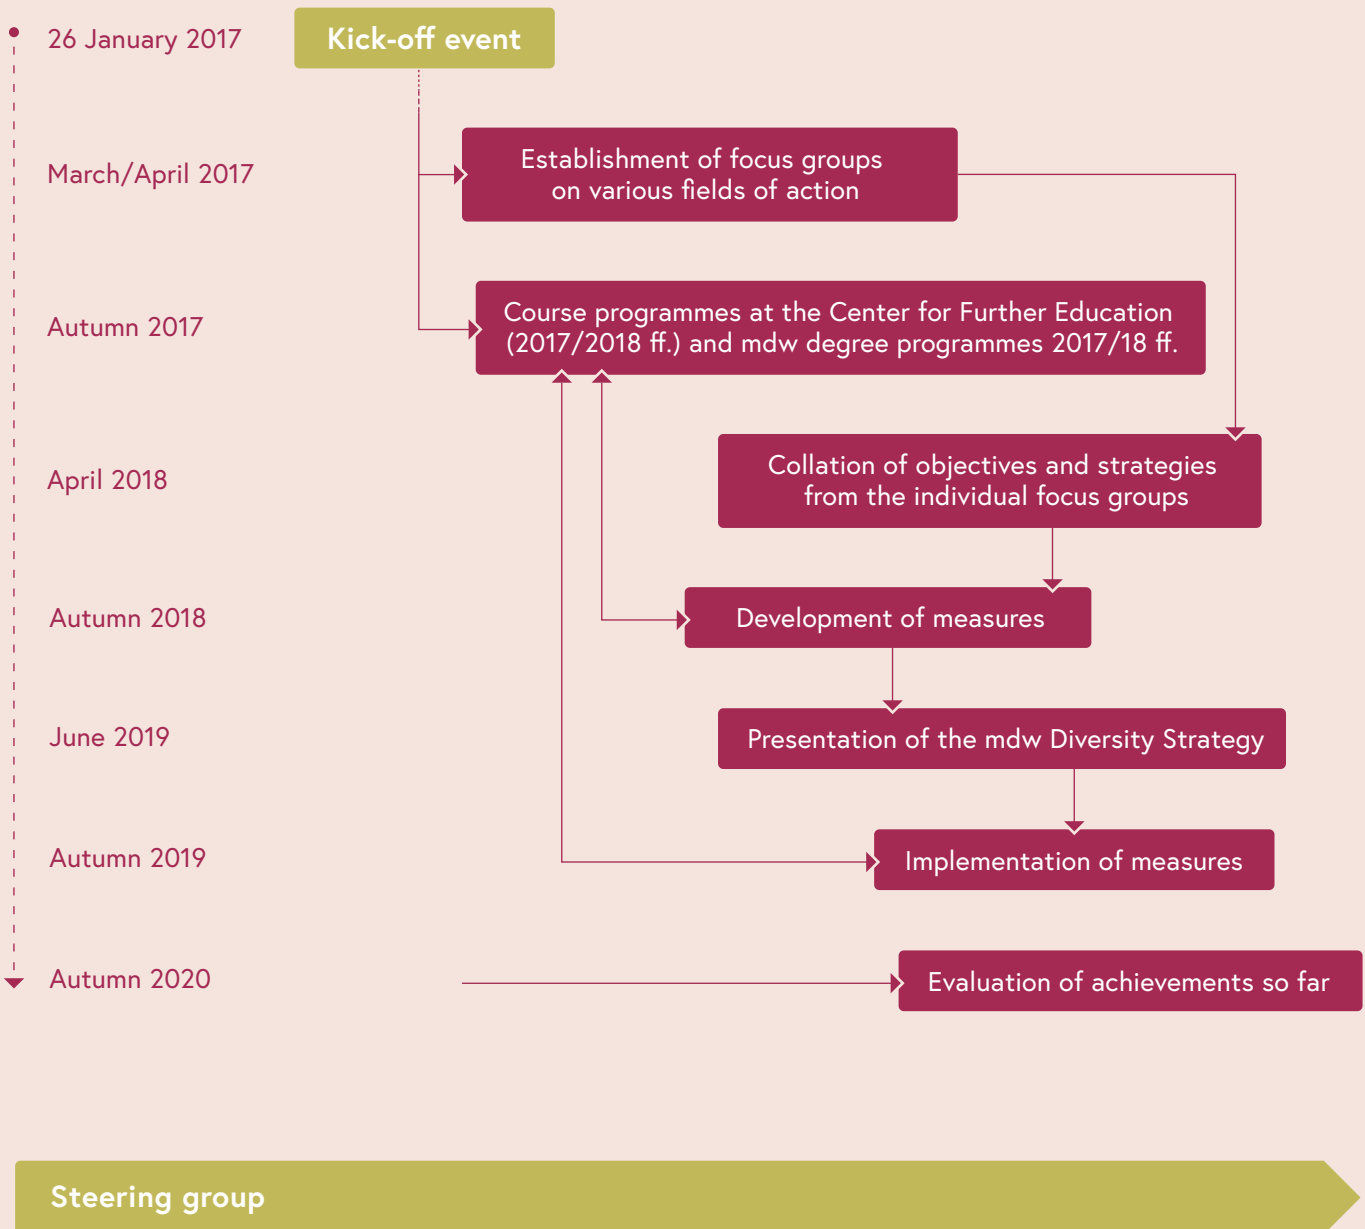 26 January 2017
Kick-off event
March/April 2017
Establishment of focus groups
on various fields of action
Autumn 2017
Course programmes at the Center for Further Education
(2017/2018 ff.) and mdw degree programmes 2017/18 ff.
April 2018
Collation of objectives and strategies
from the individual focus groups
Autumn 2018
Development of measures
June 2019
Presentation of the mdw Diversity Strategy
Autumn 2019
Implementation of measures
Autumn 2020
Evaluation of achievements so far
Steering group